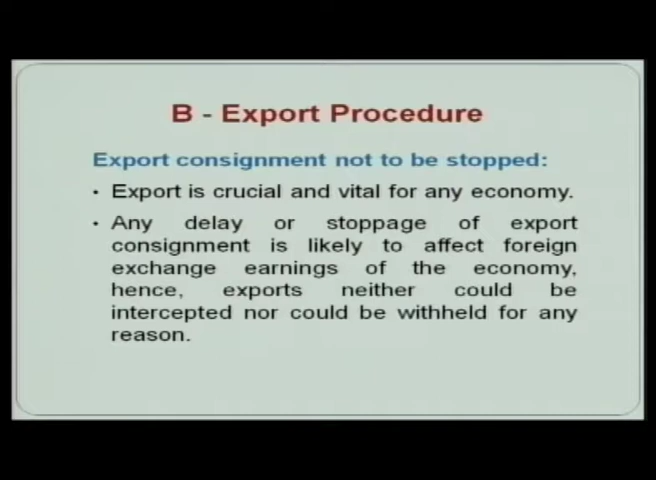 B - Export Procedure
Export consignment not to be stopped:
• Export is crucial and vital for any economy.
• Any delay or stoppage of export
consignment is likely to affect foreign
exchange earnings of the economy,
hence, exports neither could be
intercepted nor could be withheld for any
reason.